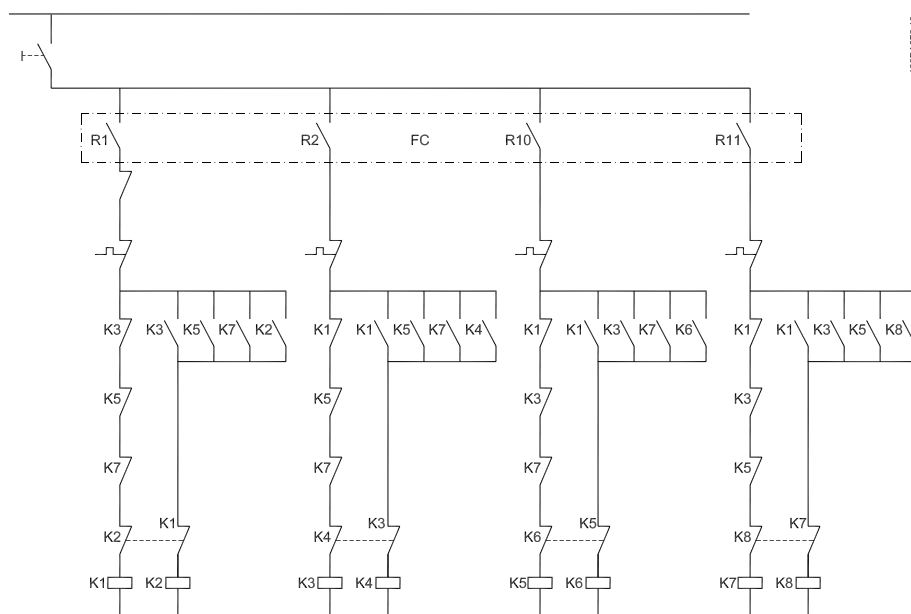 R1 R2 FC R10 R11
K3 K3 K5 K7 K2 K1 K1 K5 K7 K4 K1 K1 K3 K7 K6 K1 K1 K3 K5 K8
K5 K5 K3 K3
K7 K7 K7 K5
K2 K1 K4 K3 K6 K5 K8 K7
K1 K2 K3 K4 K5 K6 K7 K8